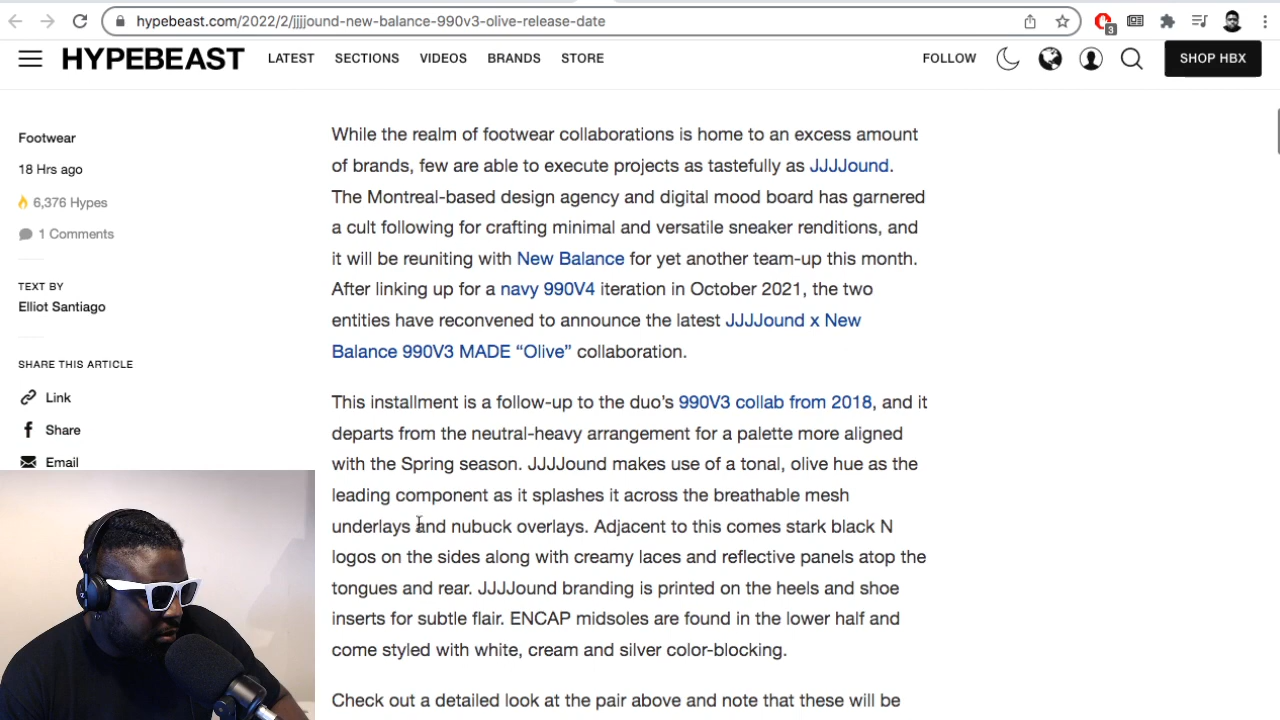 hypebeast.com/2022/2/jjjjound-new-balance-990v3-olive-release-date
3
HYPEBEAST LATEST SECTIONS VIDEOS BRANDS STORE FOLLOW SHOP HBX
Footwear
18 Hrs ago
6,376 Hypes
1 Comments
TEXT BY
Elliot Santiago
SHARE THIS ARTICLE
Link
Share
Email
While the realm of footwear collaborations is home to an excess amount
of brands, few are able to execute projects as tastefully as JJJJound.
The Montreal-based design agency and digital mood board has garnered
a cult following for crafting minimal and versatile sneaker renditions, and
it will be reuniting with New Balance for yet another team-up this month.
After linking up for a navy 990V4 iteration in October 2021, the two
entities have reconvened to announce the latest JJJJound x New
Balance 990V3 MADE “Olive” collaboration.
This installment is a follow-up to the duo’s 990V3 collab from 2018, and it
departs from the neutral-heavy arrangement for a palette more aligned
with the Spring season. JJJJound makes use of a tonal, olive hue as the
leading component as it splashes it across the breathable mesh
underlays and nubuck overlays. Adjacent to this comes stark black N
logos on the sides along with creamy laces and reflective panels atop the
tongues and rear. JJJJound branding is printed on the heels and shoe
inserts for subtle flair. ENCAP midsoles are found in the lower half and
come styled with white, cream and silver color-blocking.
Check out a detailed look at the pair above and note that these will be